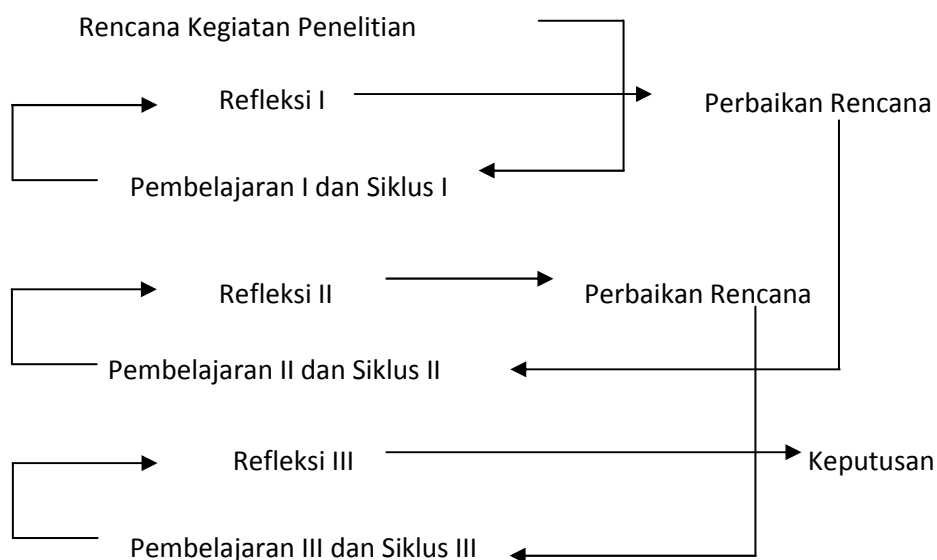 Rencana Kegiatan Penelitian
Refleksi I
Perbaikan Rencana
Pembelajaran I dan Siklus I
Refleksi II
Perbaikan Rencana
Pembelajaran II dan Siklus II
Refleksi III
Keputusan
Pembelajaran III dan Siklus III